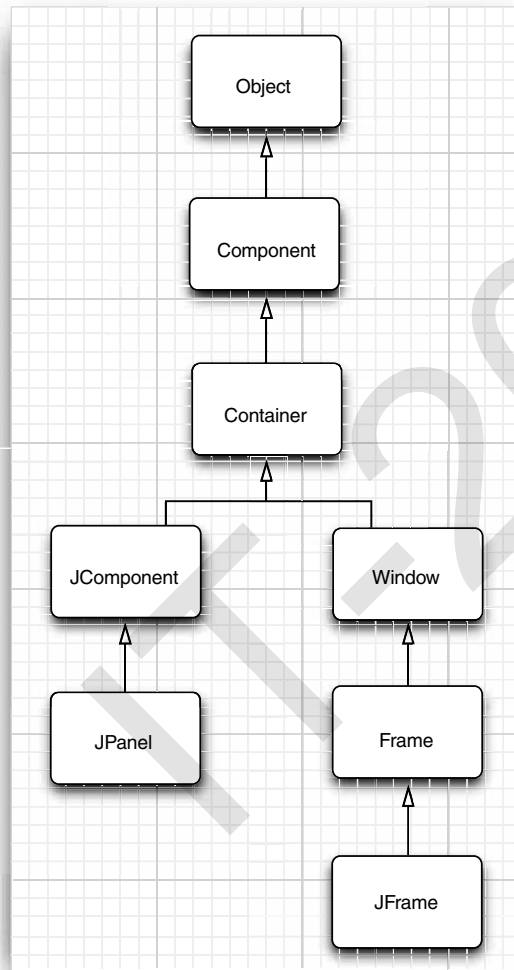 Object
Component
Container
JComponent
Window
JPanel
Frame
JFrame